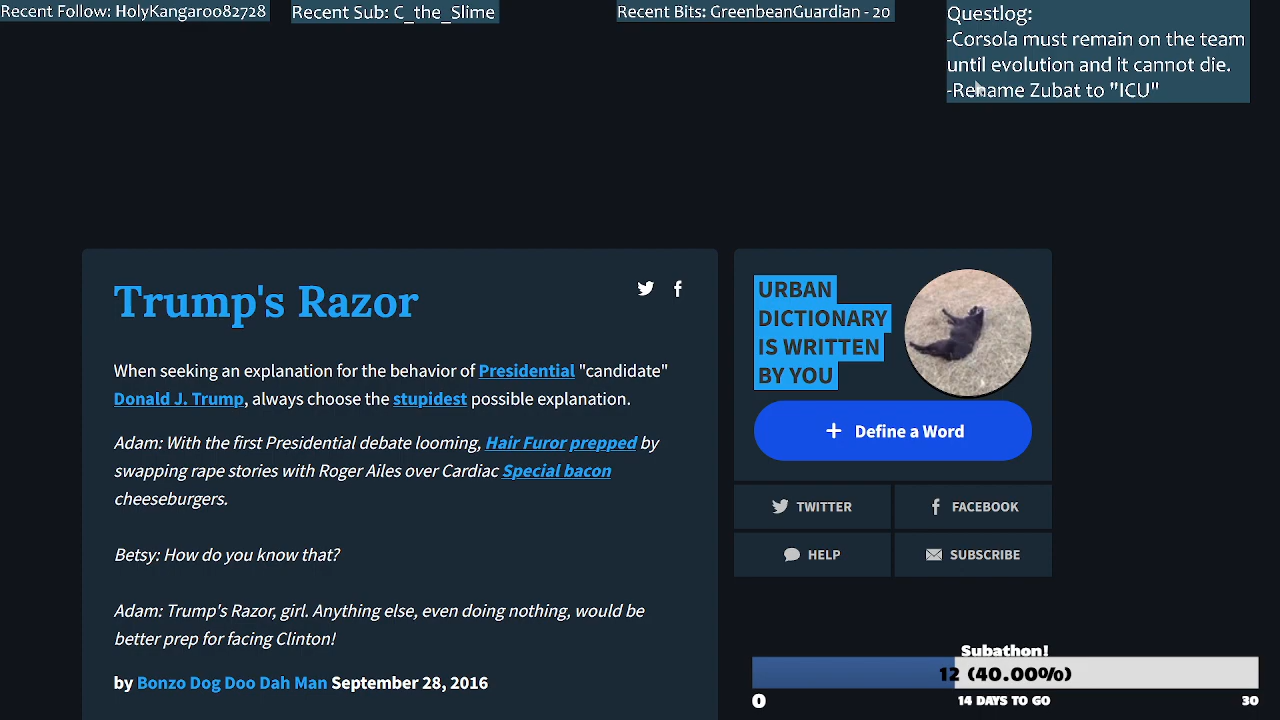 Recent Follow: HolyKangaroo82728
Recent Sub: C_the_Slime
Recent Bits: GreenbeanGuardian - 20
Questlog:
-Corsola must remain on the team
until evolution and it cannot die.
-Rename Zubat to "ICU"
Trump's Razor
When seeking an explanation for the behavior of Presidential "candidate"
Donald J. Trump, always choose the stupidest possible explanation.
Adam: With the first Presidential debate looming, Hair Furor prepped by
swapping rape stories with Roger Ailes over Cardiac Special bacon
cheeseburgers.
Betsy: How do you know that?
Adam: Trump's Razor, girl. Anything else, even doing nothing, would be
better prep for facing Clinton!
by Bonzo Dog Doo Dah Man September 28, 2016
URBAN
DICTIONARY
IS WRITTEN
BY YOU
+ Define a Word
TWITTER
FACEBOOK
HELP
SUBSCRIBE
Subathon!
12 (40.00%)
0
14 DAYS TO GO
30